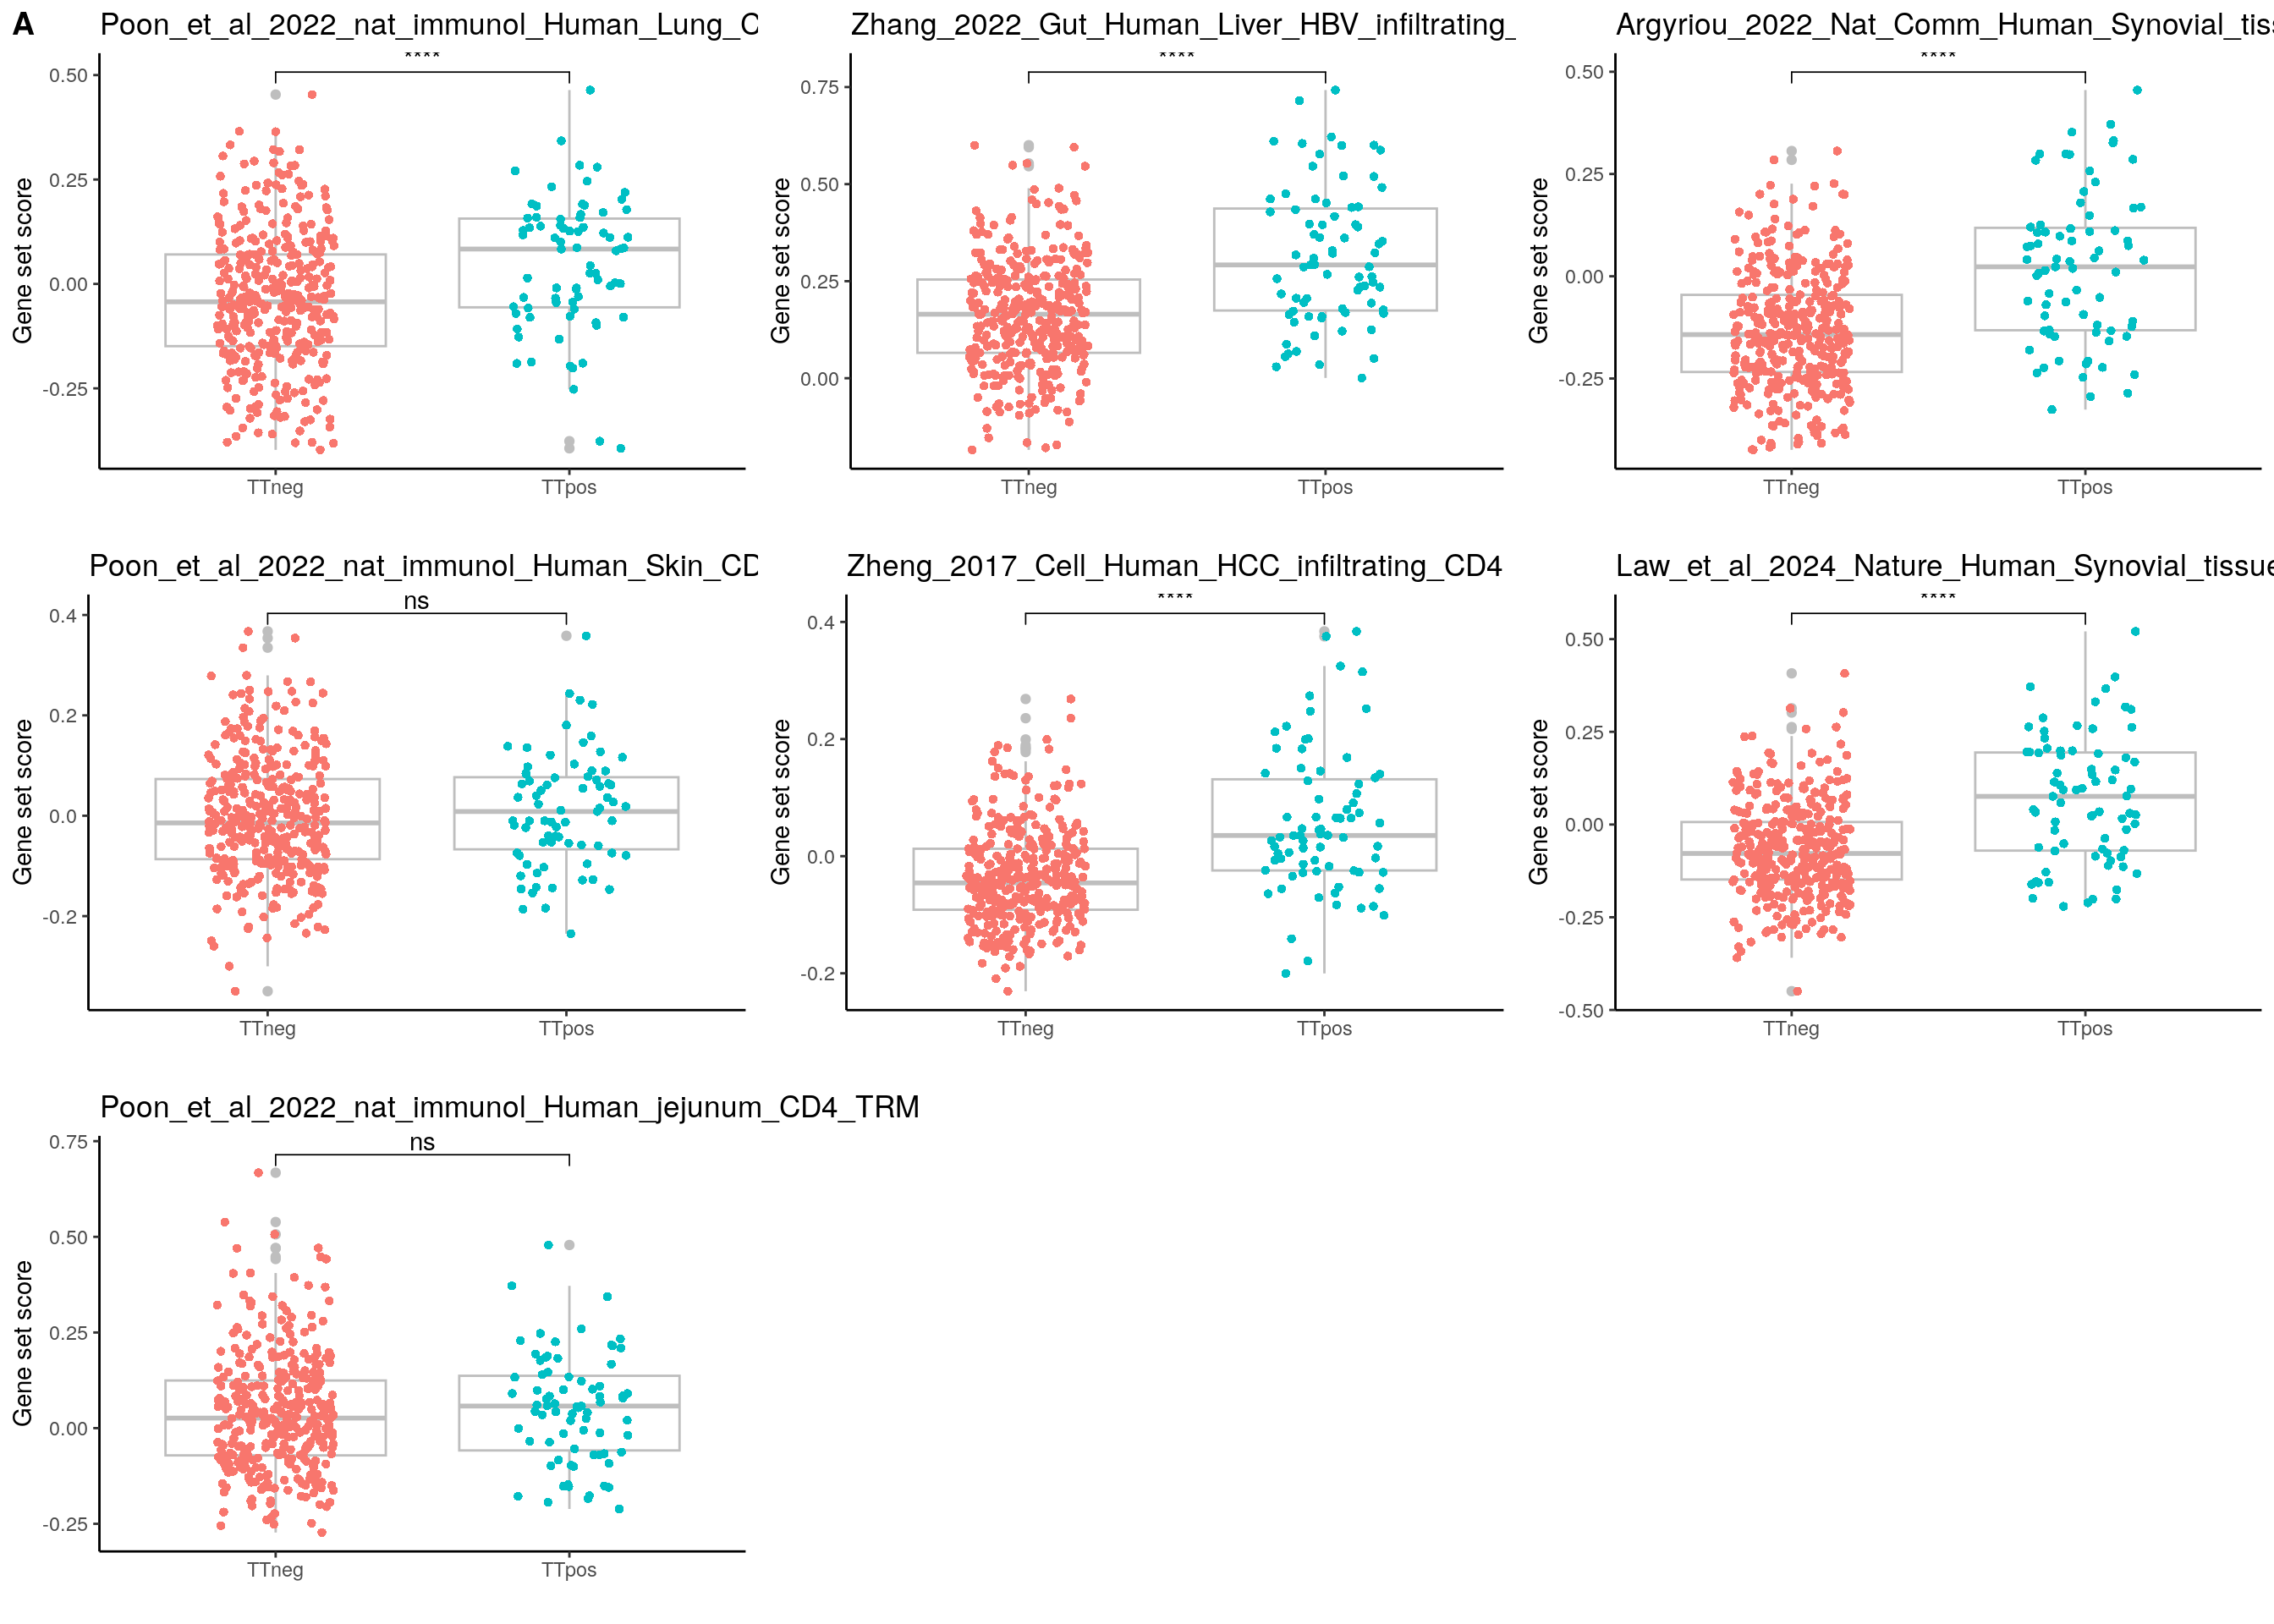 A
Poon_et_al_2022_nat_immunol_Human_Lung_C
****
0.50
0.25
0.00
-0.25
Gene set score
TTneg TTpos
Zhang_2022_Gut_Human_Liver_HBV_infiltrating_
****
0.75
0.50
0.25
0.00
Gene set score
TTneg TTpos
Argyriou_2022_Nat_Comm_Human_Synovial_tis
****
0.50
0.25
0.00
-0.25
Gene set score
TTneg TTpos
Poon_et_al_2022_nat_immunol_Human_Skin_CD
ns
0.4
0.2
0.0
-0.2
Gene set score
TTneg TTpos
Zheng_2017_Cell_Human_HCC_infiltrating_CD4
****
0.4
0.2
0.0
-0.2
Gene set score
TTneg TTpos
Law_et_al_2024_Nature_Human_Synovial_tissue
****
0.50
0.25
0.00
-0.25
-0.50
Gene set score
TTneg TTpos
Poon_et_al_2022_nat_immunol_Human_jejunum_CD4_TRM
ns
0.75
0.50
0.25
0.00
-0.25
Gene set score
TTneg TTpos